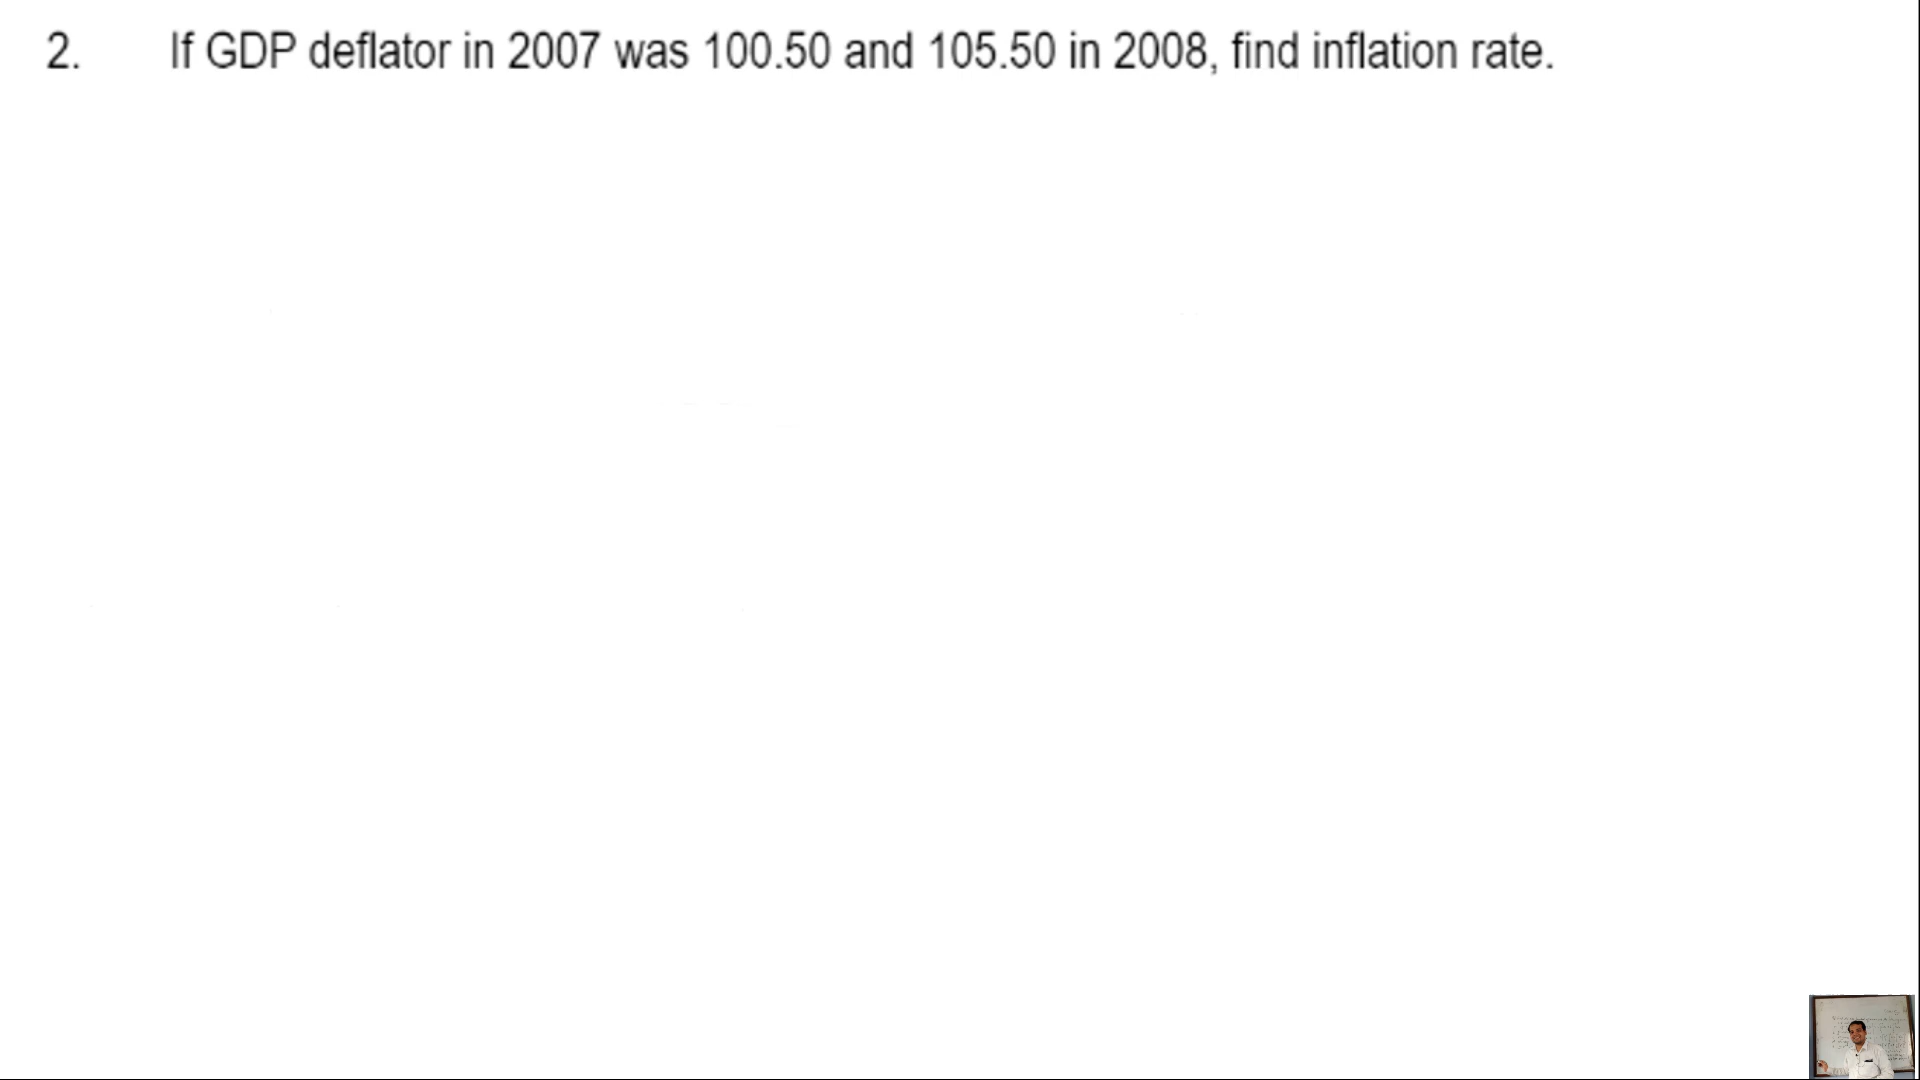 2. If GDP deflator in 2007 was 100.50 and 105.50 in 2008, find inflation rate.